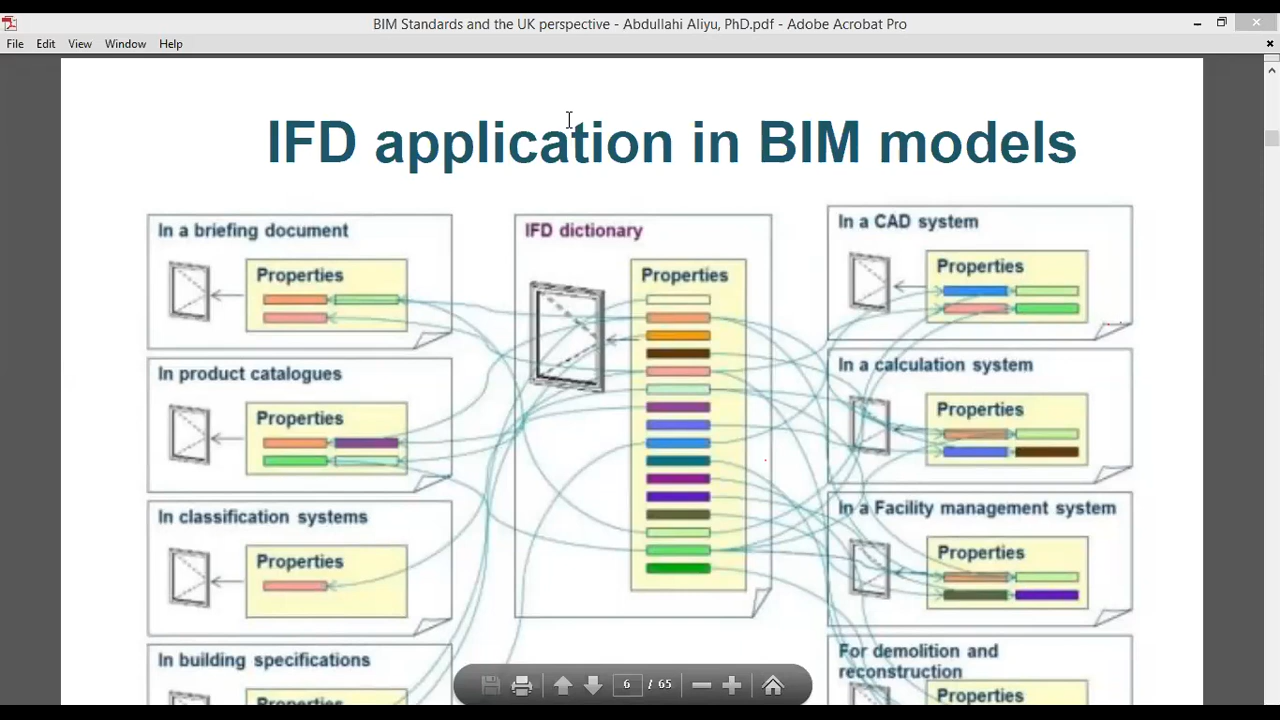 BIM Standards and the UK perspective - Abdullahi Aliyu, PhD.pdf - Adobe Acrobat Pro
File Edit View Window Help
IFD application in BIM models
In a briefing document
Properties
In product catalogues
Properties
In classification systems
Properties
In building specifications
IFD dictionary
Properties
In a CAD system
Properties
In a calculation system
Properties
In a Facility management system
Properties
For demolition and
reconstruction
Properties
6 / 65